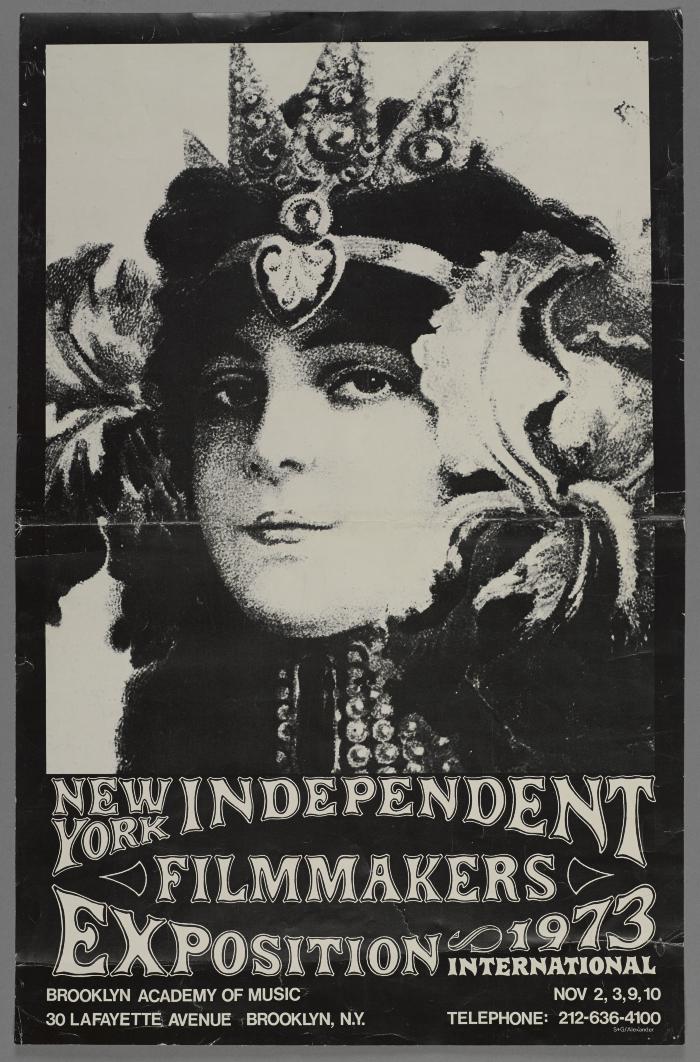 NEW YORK INDEPENDENT
FILMMAKERS
EXPOSITION 1973
INTERNATIONAL
BROOKLYN ACADEMY OF MUSIC NOV 2, 3, 9, 10
30 LAFAYETTE AVENUE BROOKLYN, N.Y. TELEPHONE: 212-636-4100
S+G/Alexander